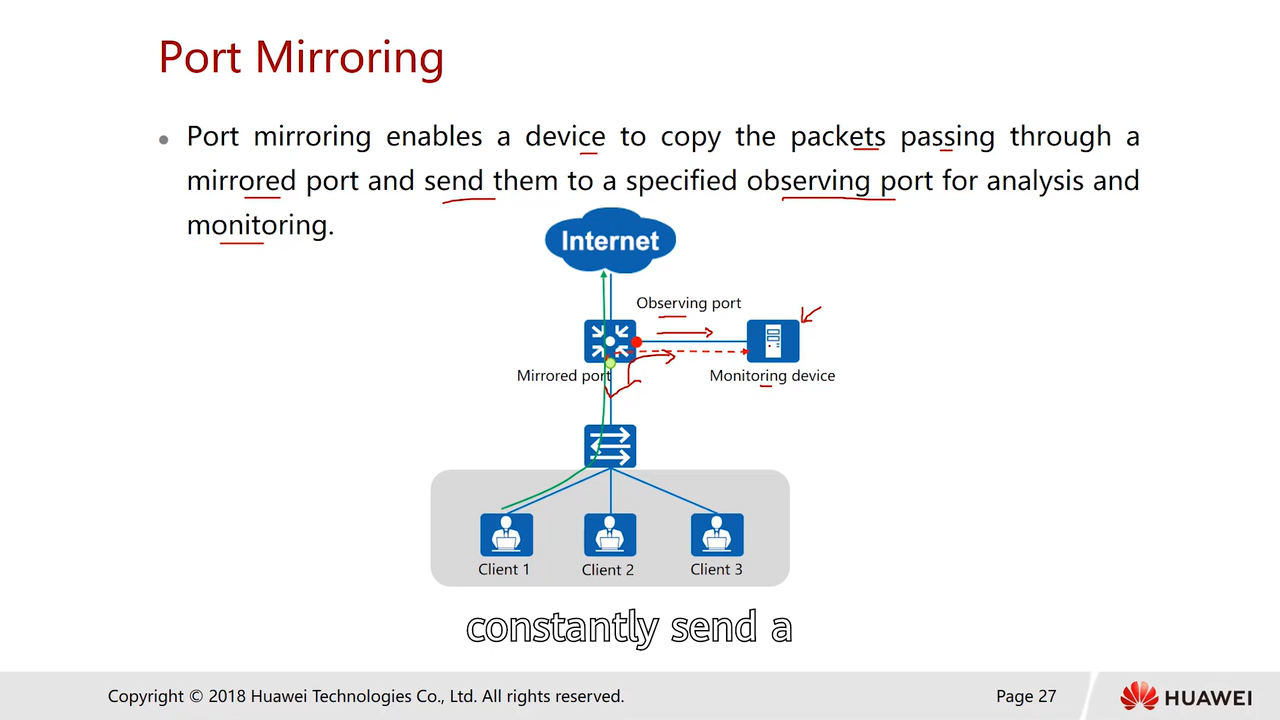 Port Mirroring
Port mirroring enables a device to copy the packets passing through a
mirrored port and send them to a specified observing port for analysis and
monitoring.
Internet
Observing port
Mirrored port
Monitoring device
Client 1
Client 2
Client 3
constantly send a
Copyright © 2018 Huawei Technologies Co., Ltd. All rights reserved.
Page 27
HUAWEI